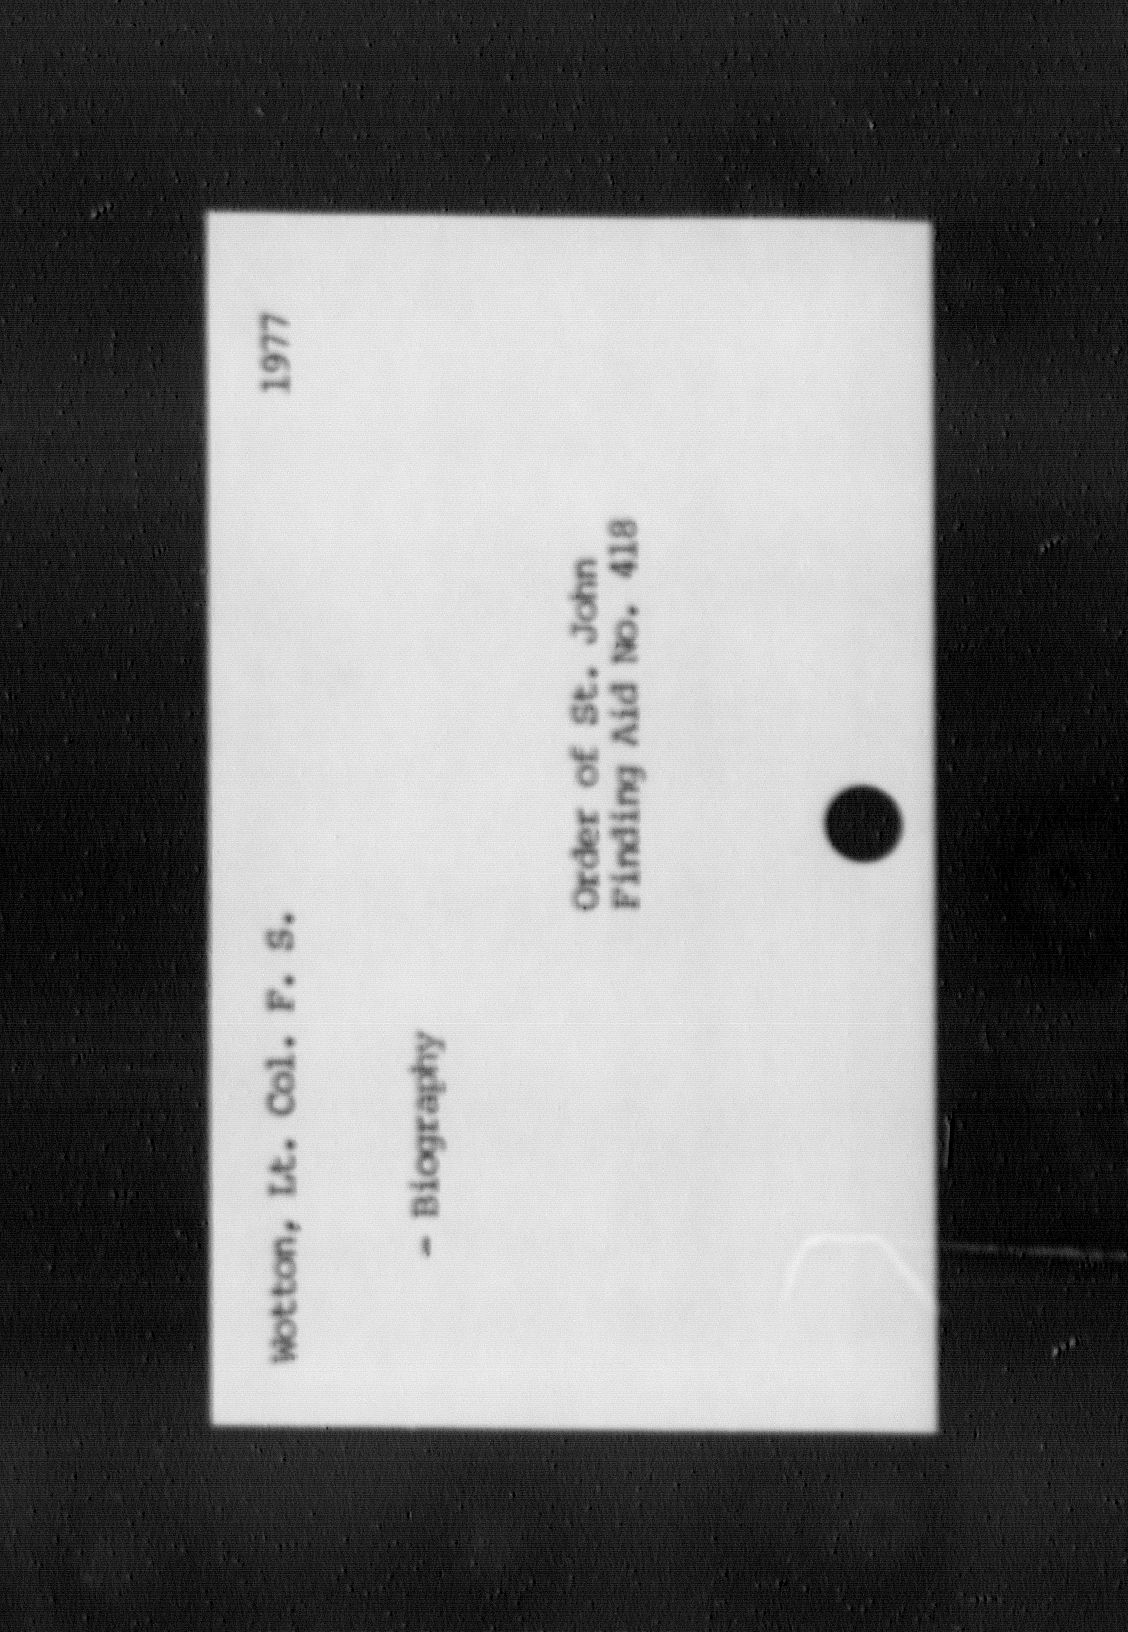 Wotton, Lt. Col. F. S. 1977
- Biography
Order of St. John
Finding Aid No. 418